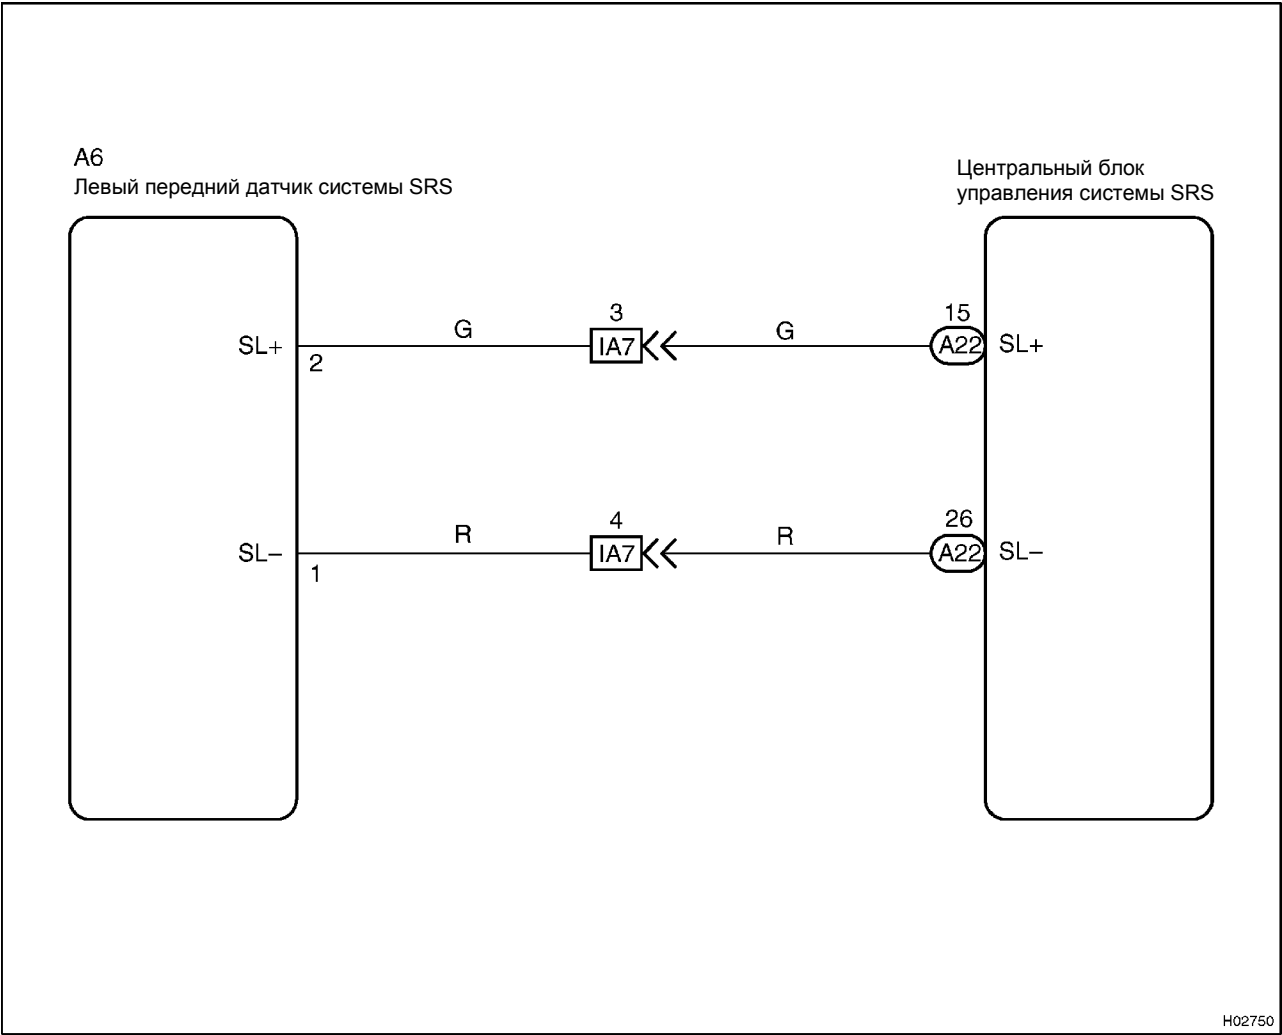 A6
Левый передний датчик системы SRS
Центральный блок
управления системы SRS
3
15
G
G
SL+
IA7
A22
SL+
2
4
26
R
R
SL–
IA7
A22
SL–
1
H02750